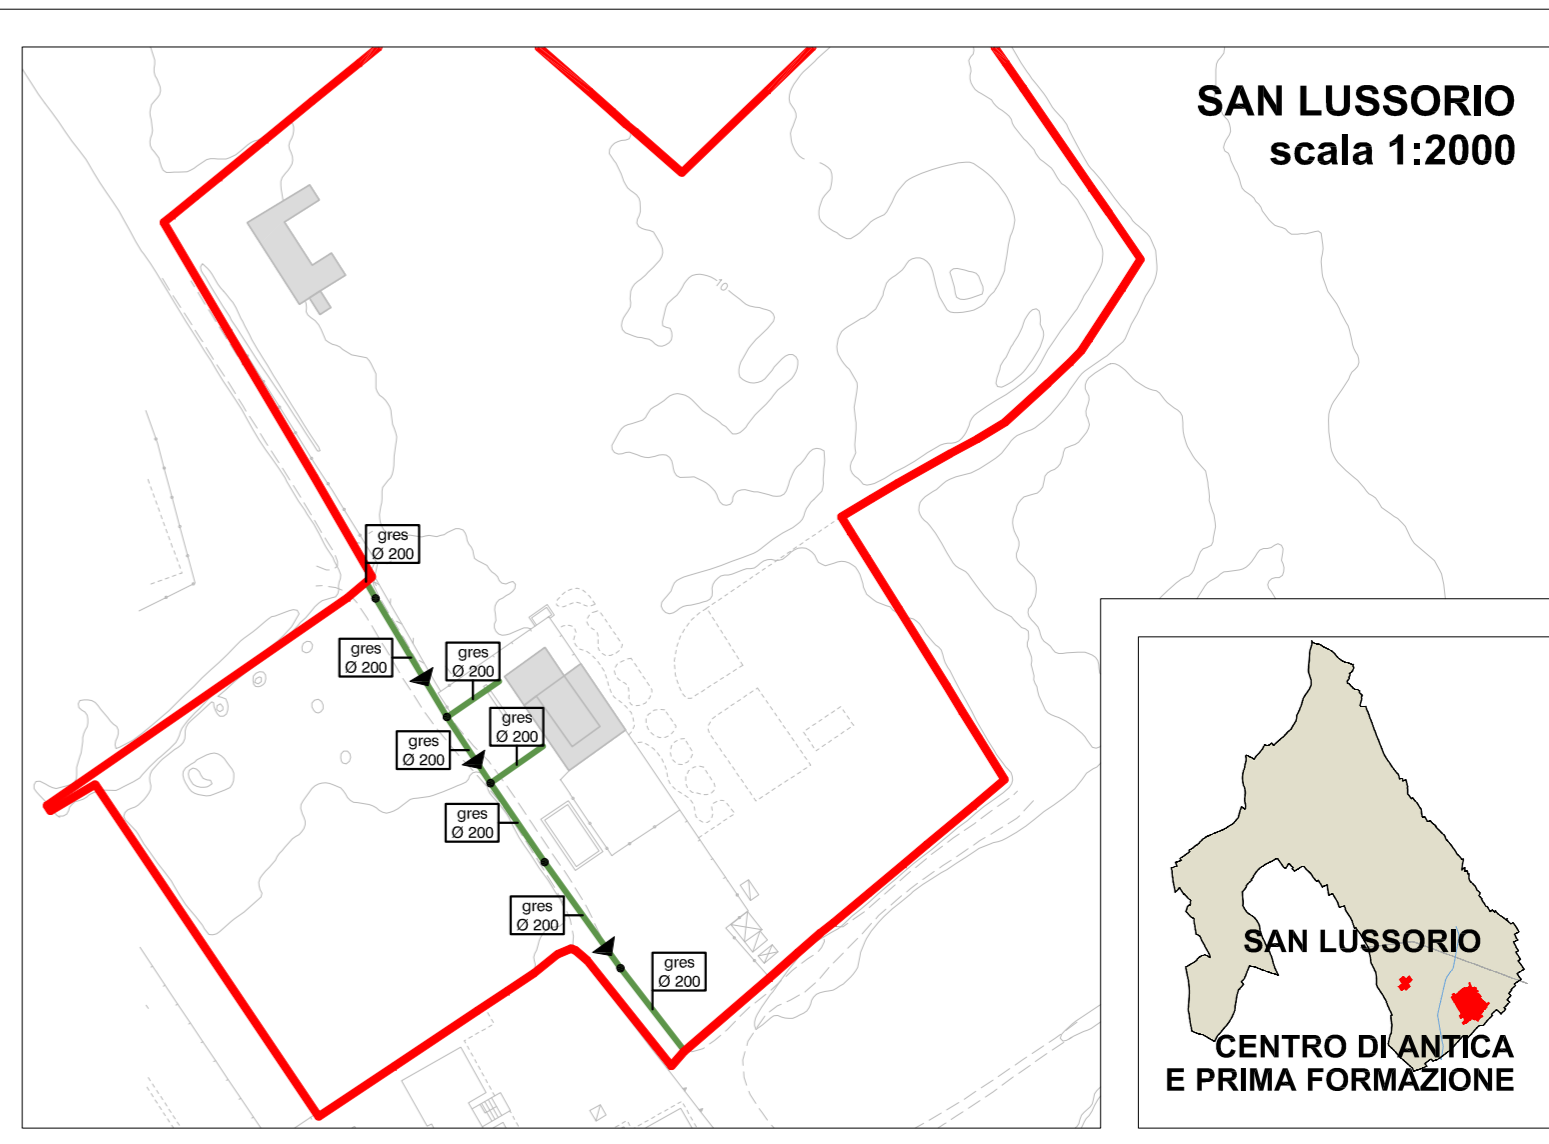 SAN LUSSORIO
scala 1:2000
10
gres
Ø 200
gres
Ø 200
gres
Ø 200
gres
Ø 200
gres
Ø 200
gres
Ø 200
gres
Ø 200
gres
Ø 200
SAN LUSSORIO
CENTRO DI ANTICA
E PRIMA FORMAZIONE